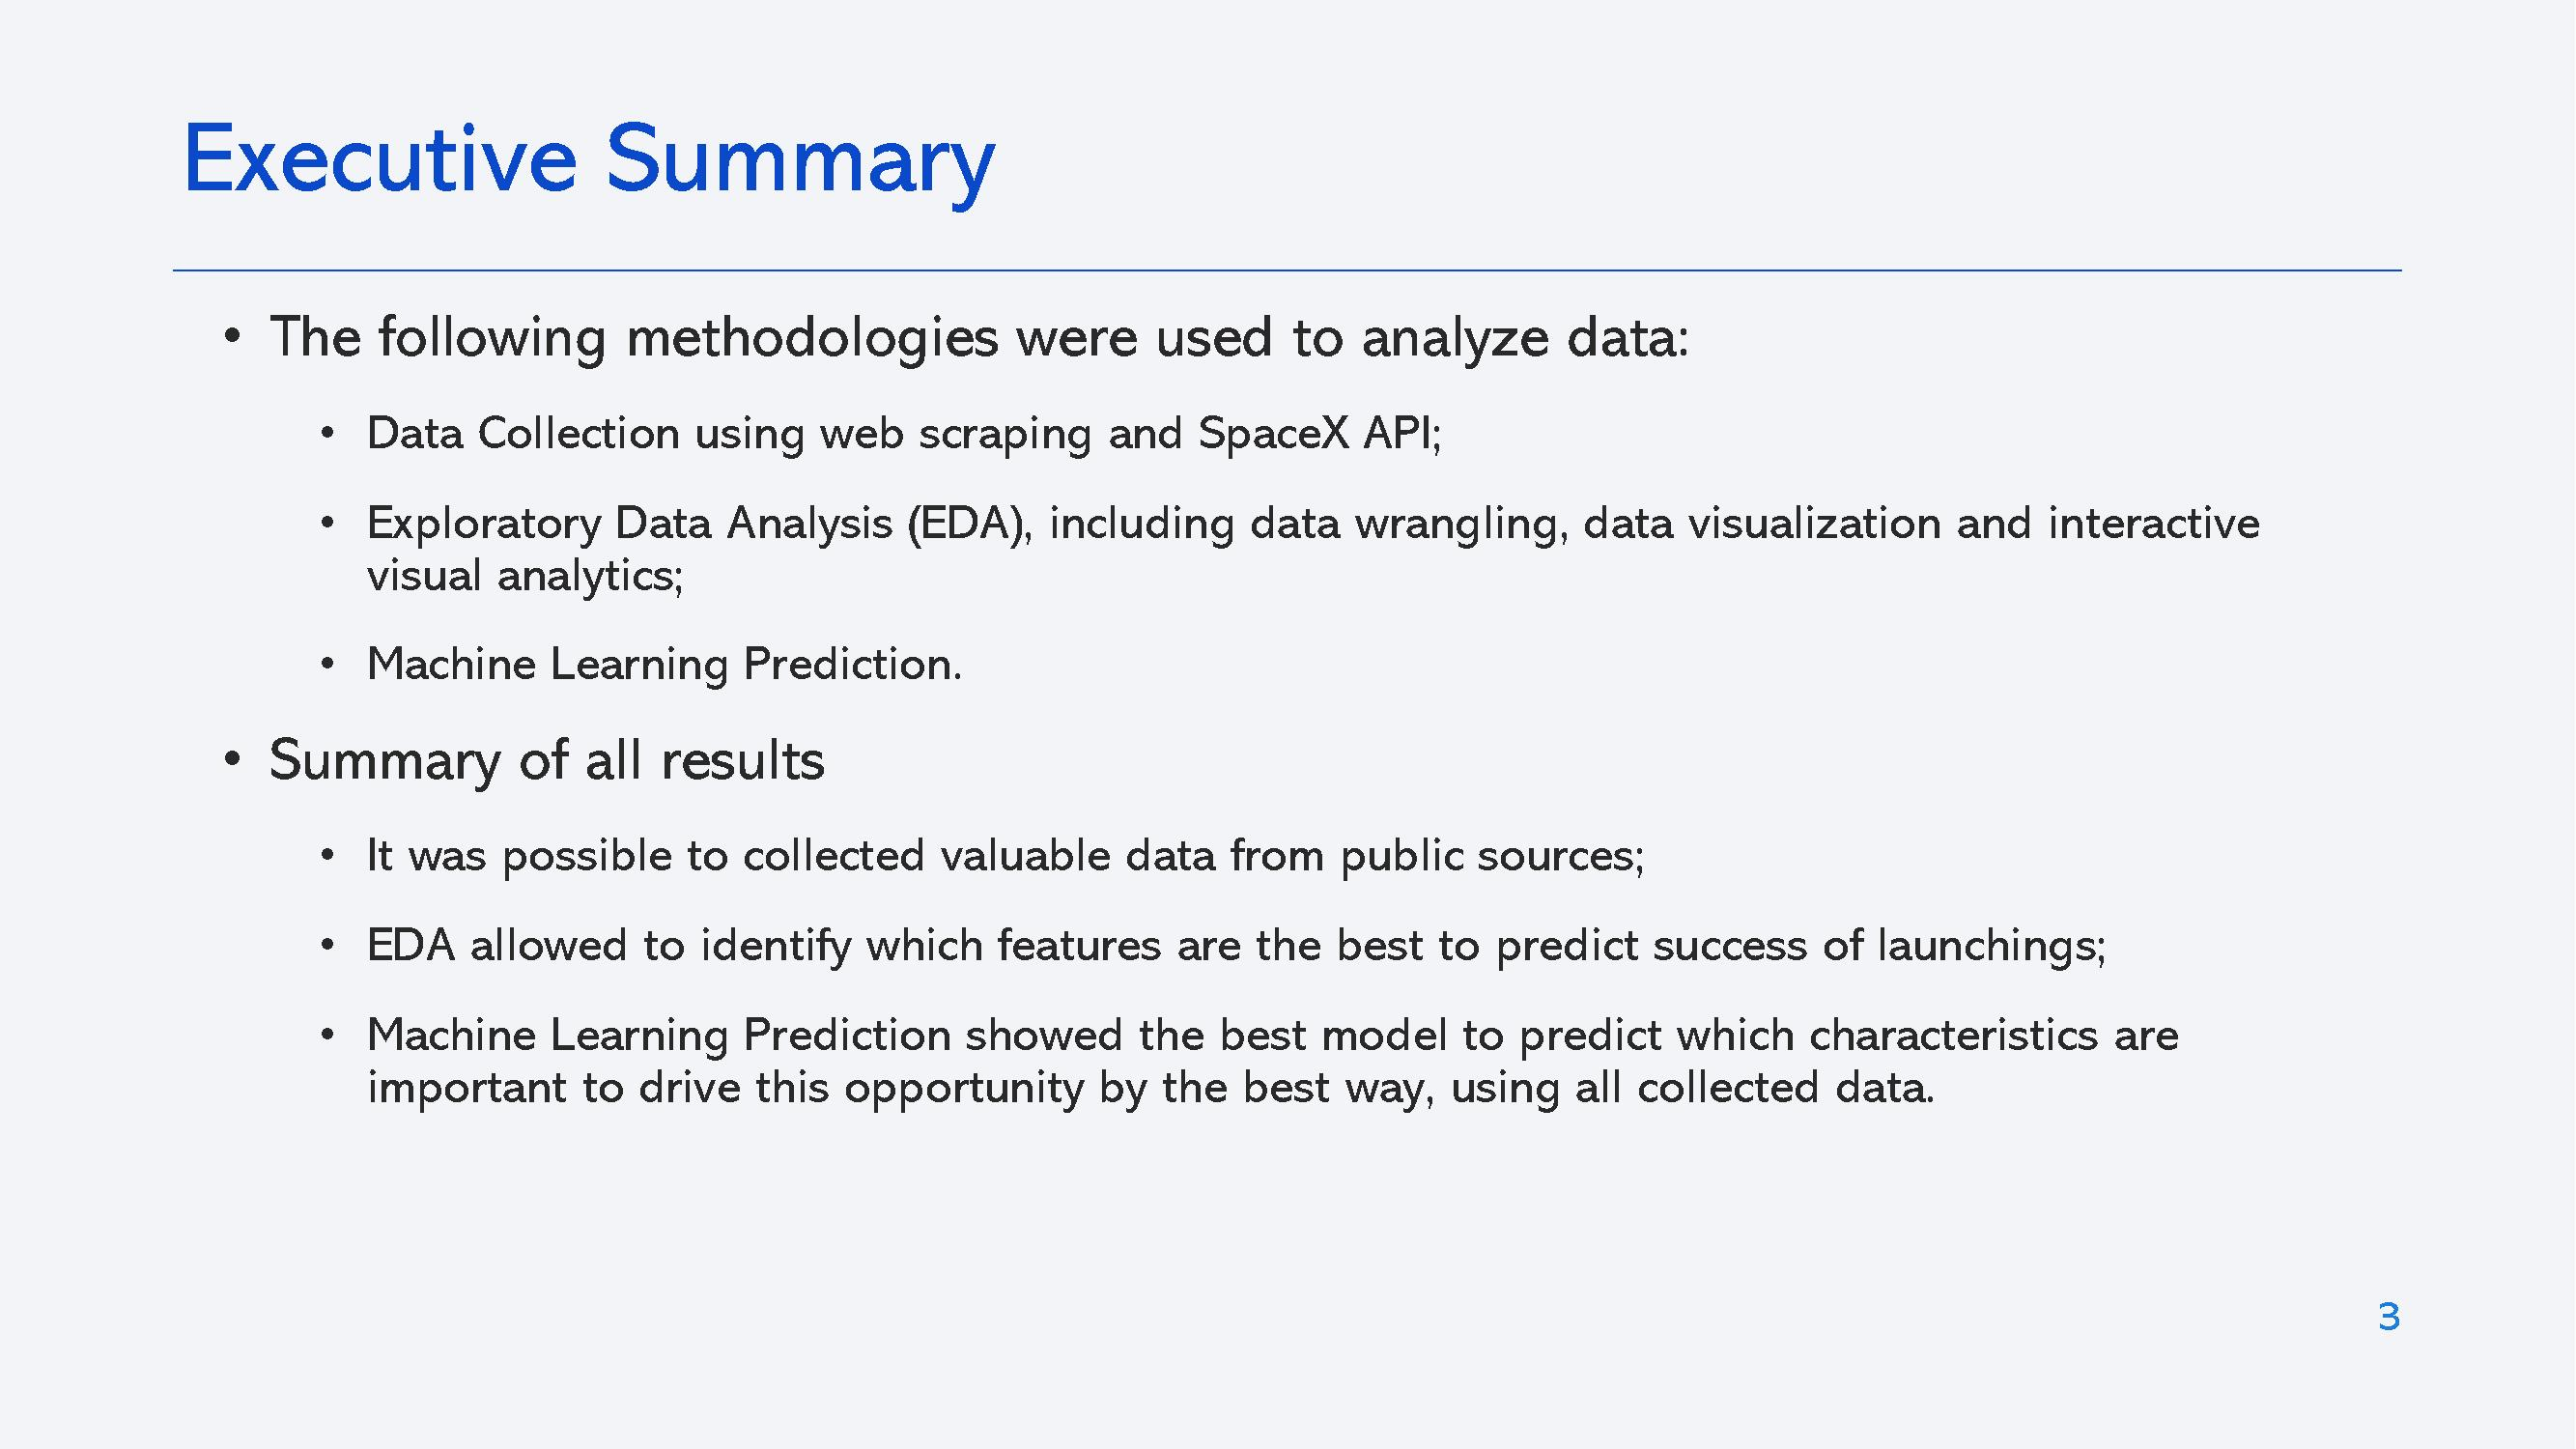 Executive Summary
• The following methodologies were used to analyze data:
• Data Collection using web scraping and SpaceX API;
• Exploratory Data Analysis (EDA), including data wrangling, data visualization and interactive
visual analytics;
• Machine Learning Prediction.
• Summary of all results
• It was possible to collected valuable data from public sources;
• EDA allowed to identify which features are the best to predict success of launchings;
• Machine Learning Prediction showed the best model to predict which characteristics are
important to drive this opportunity by the best way, using all collected data.
3